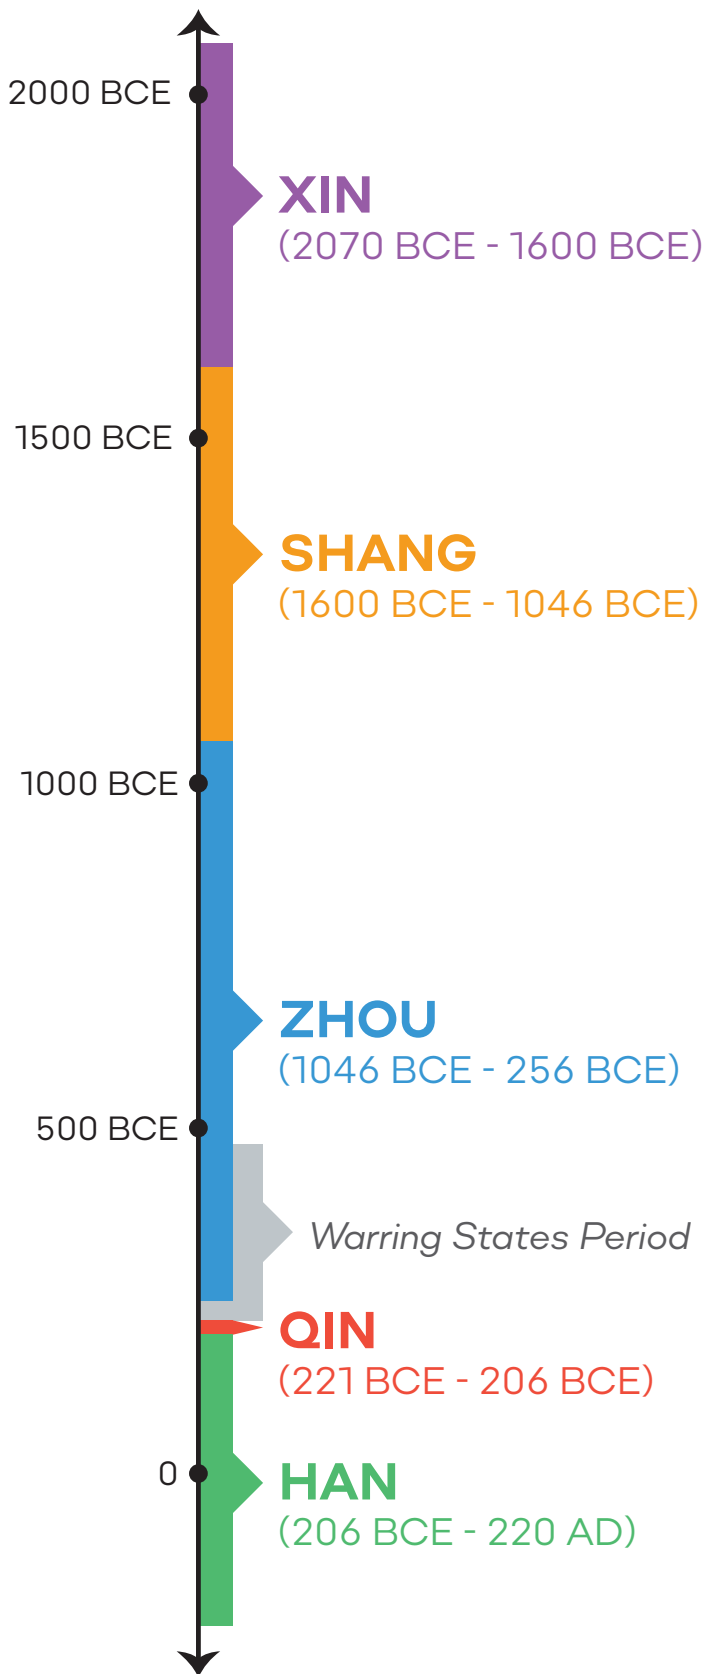 2000 BCE
XIN
(2070 BCE - 1600 BCE)
1500 BCE
SHANG
(1600 BCE - 1046 BCE)
1000 BCE
ZHOU
(1046 BCE - 256 BCE)
500 BCE
Warring States Period
QIN
(221 BCE - 206 BCE)
0
HAN
(206 BCE - 220 AD)